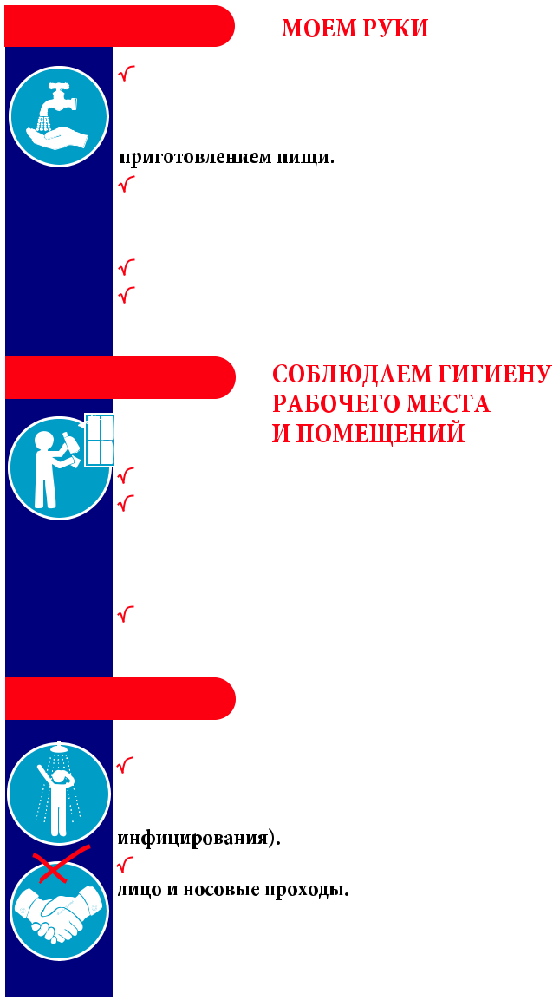 МОЕМ РУКИ
√
приготовлением пищи.
√
√
√
СОБЛЮДАЕМ ГИГИЕНУ
РАБОЧЕГО МЕСТА
И ПОМЕЩЕНИЙ
√
√
√
√
инфицирования).
√
лицо и носовые проходы.